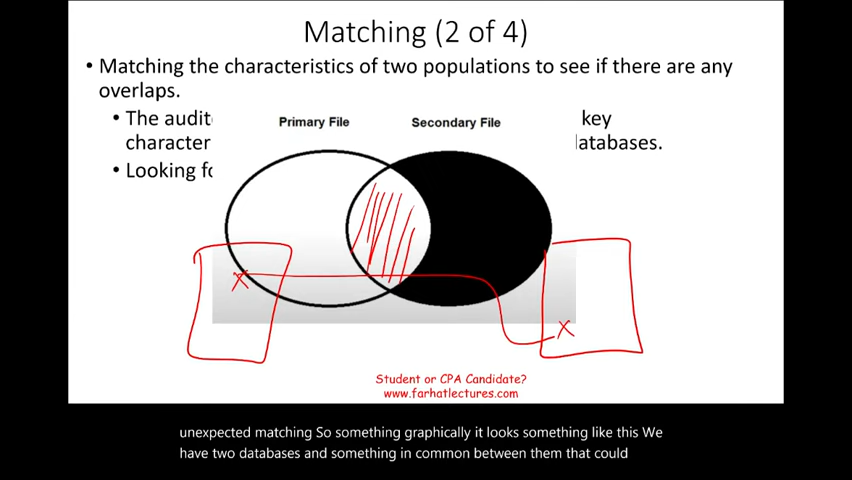 Matching (2 of 4)
• Matching the characteristics of two populations to see if there are any
overlaps.
• The audit key
character atabases.
• Looking fo
Primary File Secondary File
X
X
Student or CPA Candidate?
www.farhatlectures.com
unexpected matching So something graphically it looks something like this We
have two databases and something in common between them that could